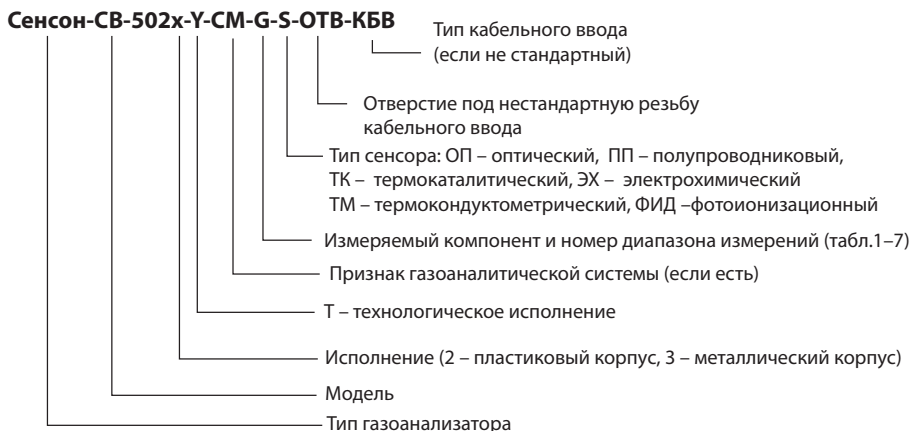 Сенсон-СВ-502х-Y-СМ-G-S-ОТВ-КБВ
Тип кабельного ввода
(если не стандартный)
Отверстие под нестандартную резьбу
кабельного ввода
Тип сенсора: ОП – оптический, ПП – полупроводниковый,
ТК – термокаталитический, ЭХ – электрохимический
ТМ – термокондуктометрический, ФИД –фотоионизационный
Измеряемый компонент и номер диапазона измерений (табл.1–7)
Признак газоаналитической системы (если есть)
Т – технологическое исполнение
Исполнение (2 – пластиковый корпус, 3 – металлический корпус)
Модель
Тип газоанализатора